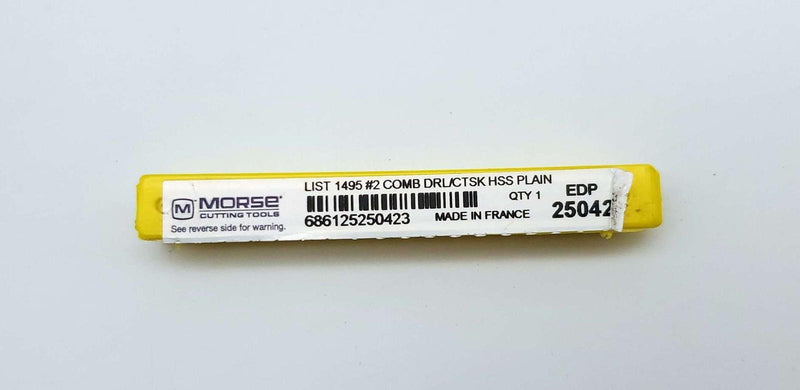 LIST 1495 #2 COMB DRL/CTSK HSS PLAIN
M MORSE®
CUTTING TOOLS
QTY 1
EDP
686125250423
MADE IN FRANCE
25042
See reverse side for warning.